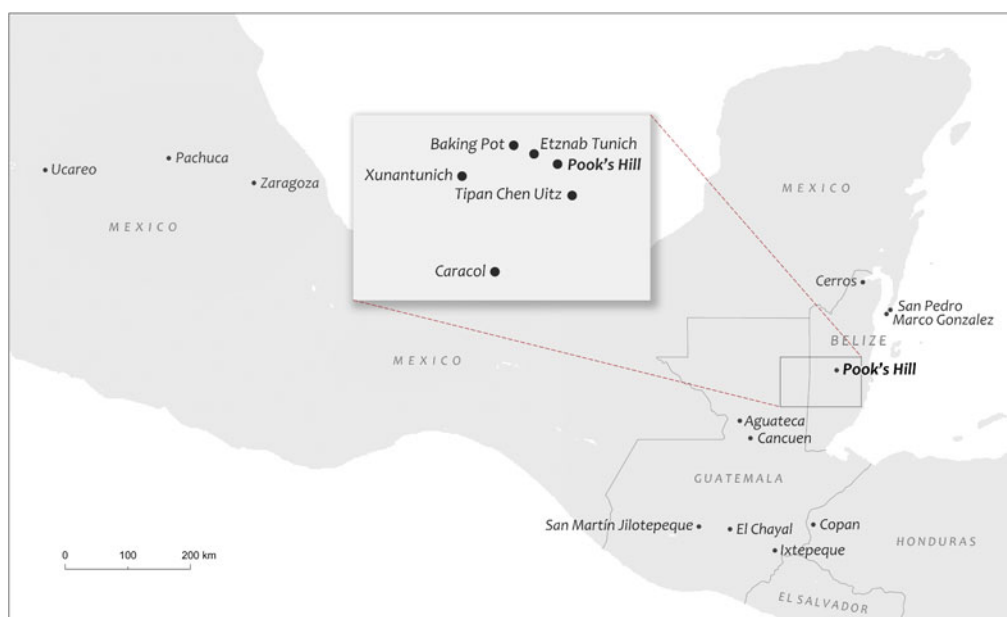 Baking Pot
Etznab Tunich
Pook's Hill
Xunantunich
Tipan Chen Uitz
Caracol
Ucareo
Pachuca
Zaragoza
MEXICO
MEXICO
MEXICO
Cerros
San Pedro
Marco Gonzalez
BELIZE
Pook's Hill
Aguateca
Cancuen
GUATEMALA
San Martín Jilotepeque
El Chayal
Copan
Ixtepeque
HONDURAS
EL SALVADOR
0 100 200 km